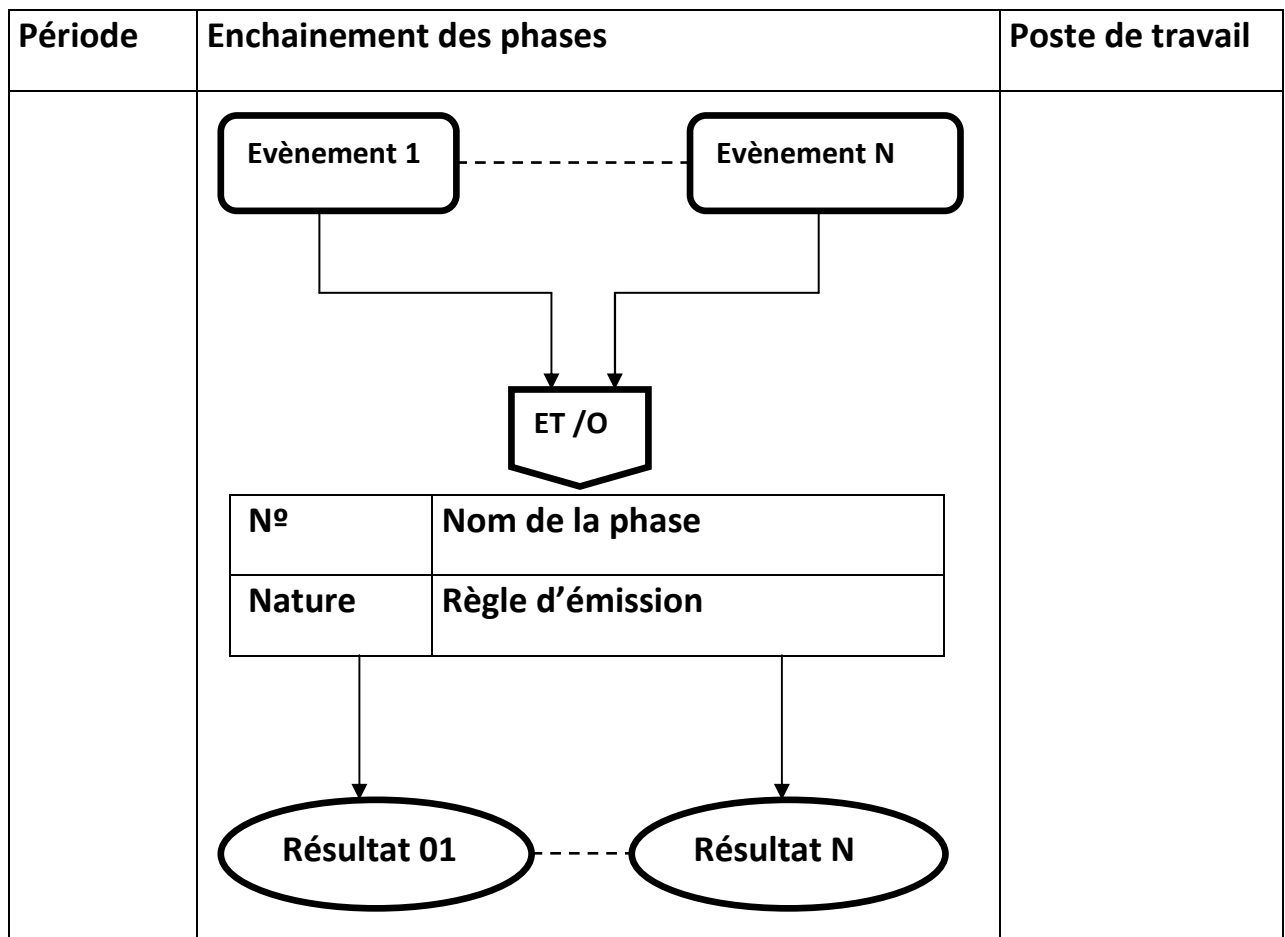 Période Enchainement des phases Poste de travail
Evènement 1 Evènement N
ET /O
Nº Nom de la phase
Nature Règle d’émission
Résultat 01 Résultat N